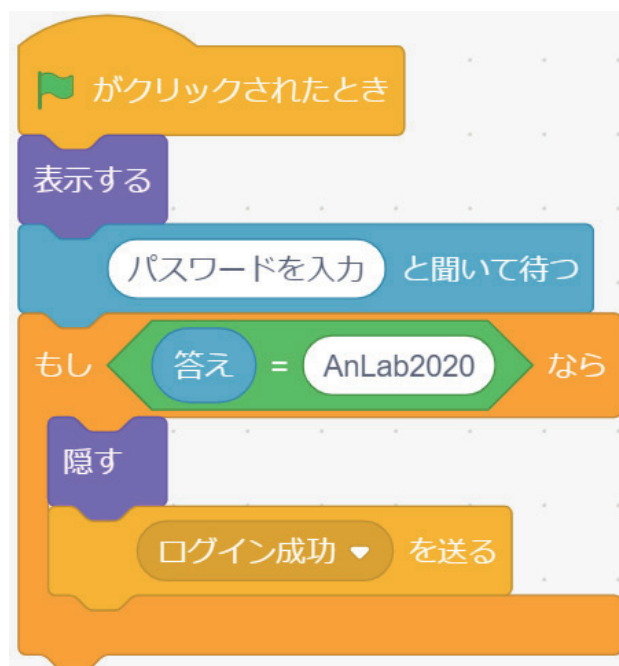 がクリックされたとき
表示する
パスワードを入力 と聞いて待つ
もし 答え = AnLab2020 なら
隠す
ログイン成功 を送る